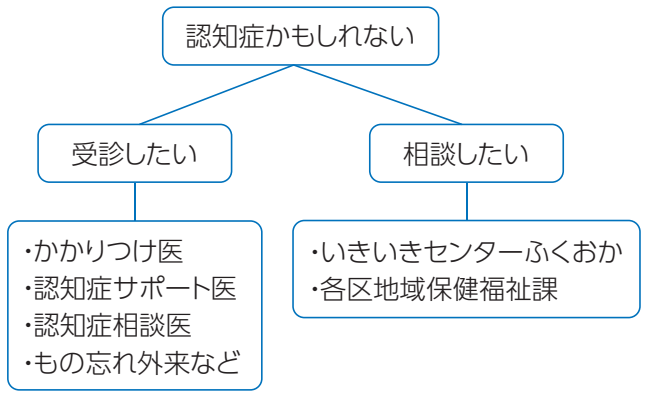 認知症かもしれない
受診したい
相談したい
・かかりつけ医
・認知症サポート医
・認知症相談医
・もの忘れ外来など
・いきいきセンターふくおか
・各区地域保健福祉課